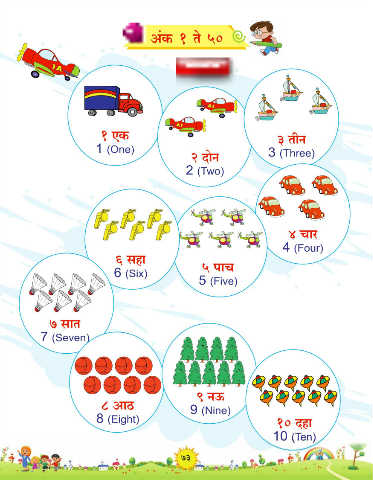 अंक १ ते ५०
१ एक
1 (One)
२ दोन
2 (Two)
३ तीन
3 (Three)
४ चार
4 (Four)
५ पाच
5 (Five)
६ सहा
6 (Six)
७ सात
7 (Seven)
८ आठ
8 (Eight)
९ नऊ
9 (Nine)
१० दहा
10 (Ten)
७३